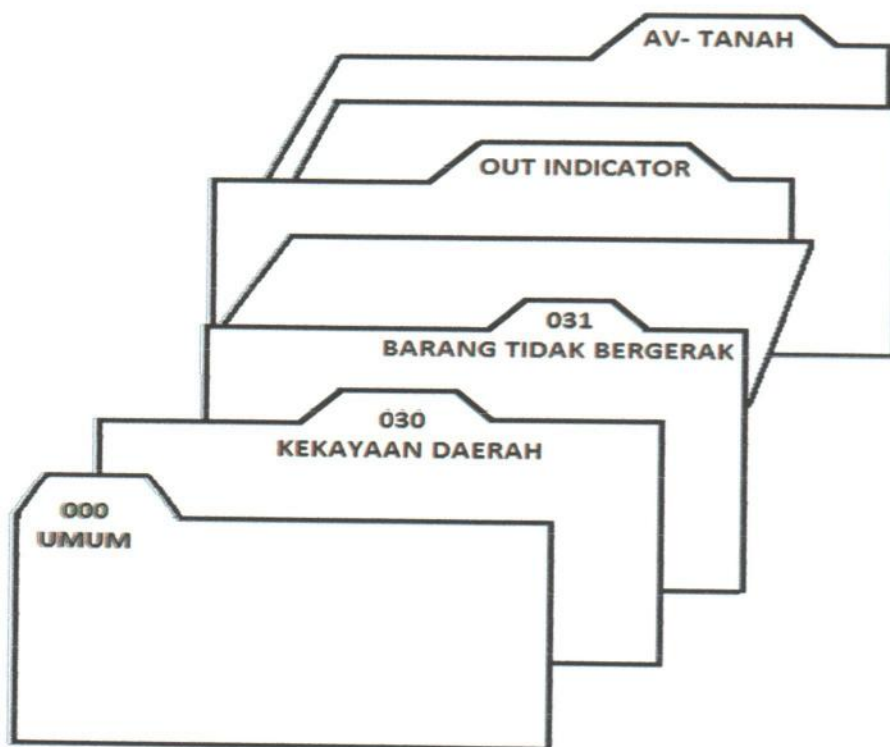 AV- TANAH
OUT INDICATOR
031
BARANG TIDAK BERGERAK
030
KEKAYAAN DAERAH
000
UMUM